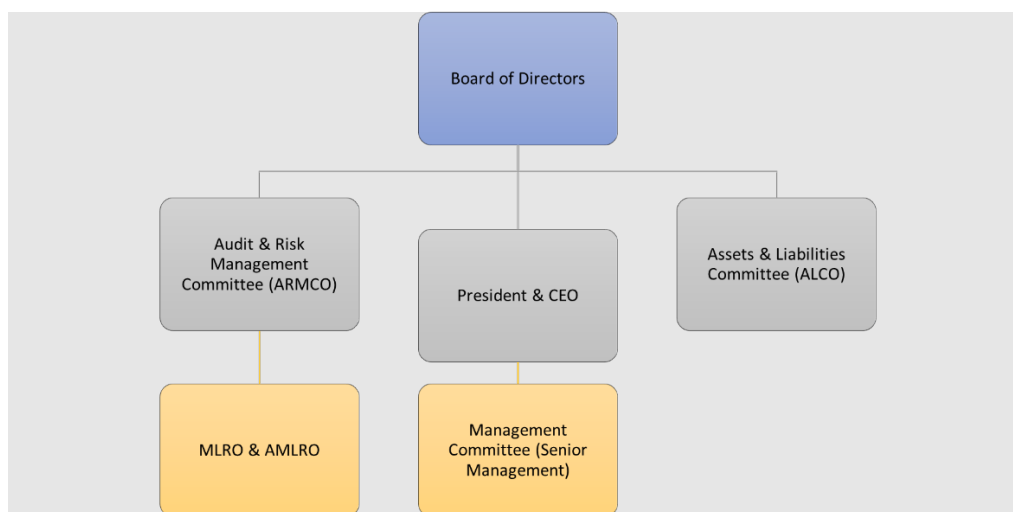 Board of Directors
Audit & Risk
Management
Committee (ARMCO)
President & CEO
Assets & Liabilities
Committee (ALCO)
MLRO & AMLRO
Management
Committee (Senior
Management)